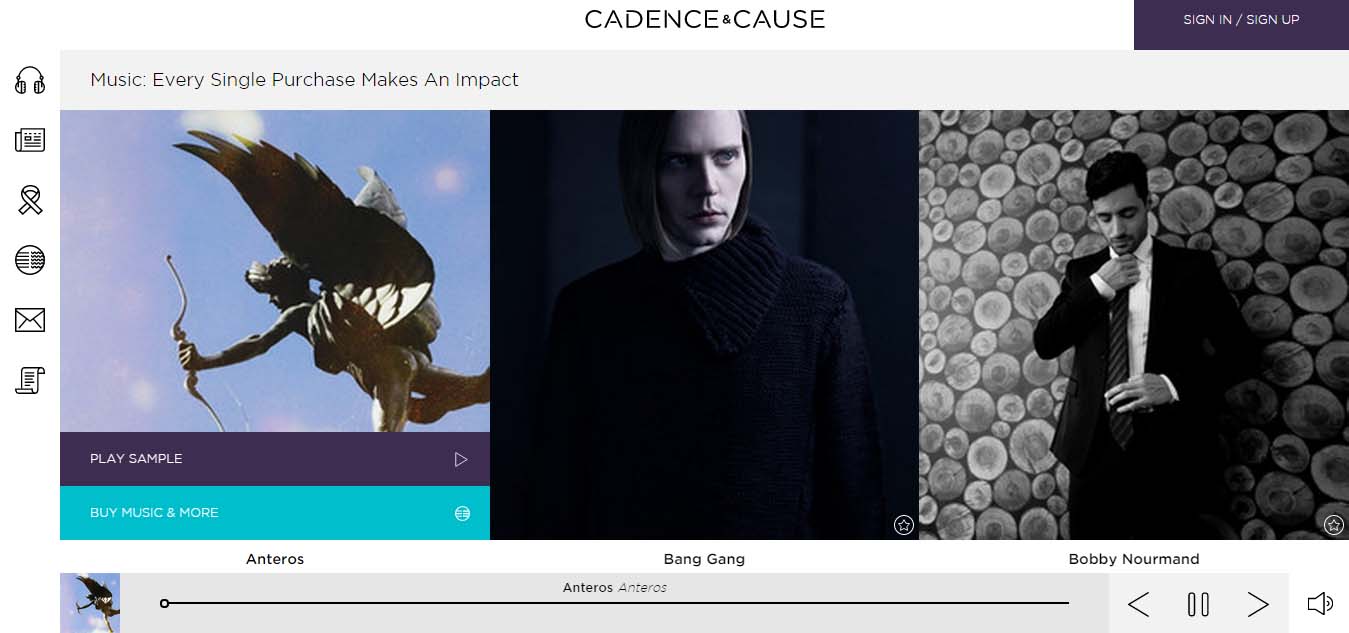 CADENCE&CAUSE
SIGN IN / SIGN UP
Music: Every Single Purchase Makes An Impact
PLAY SAMPLE
BUY MUSIC & MORE
Anteros
Bang Gang
Bobby Nourmand
Anteros Anteros